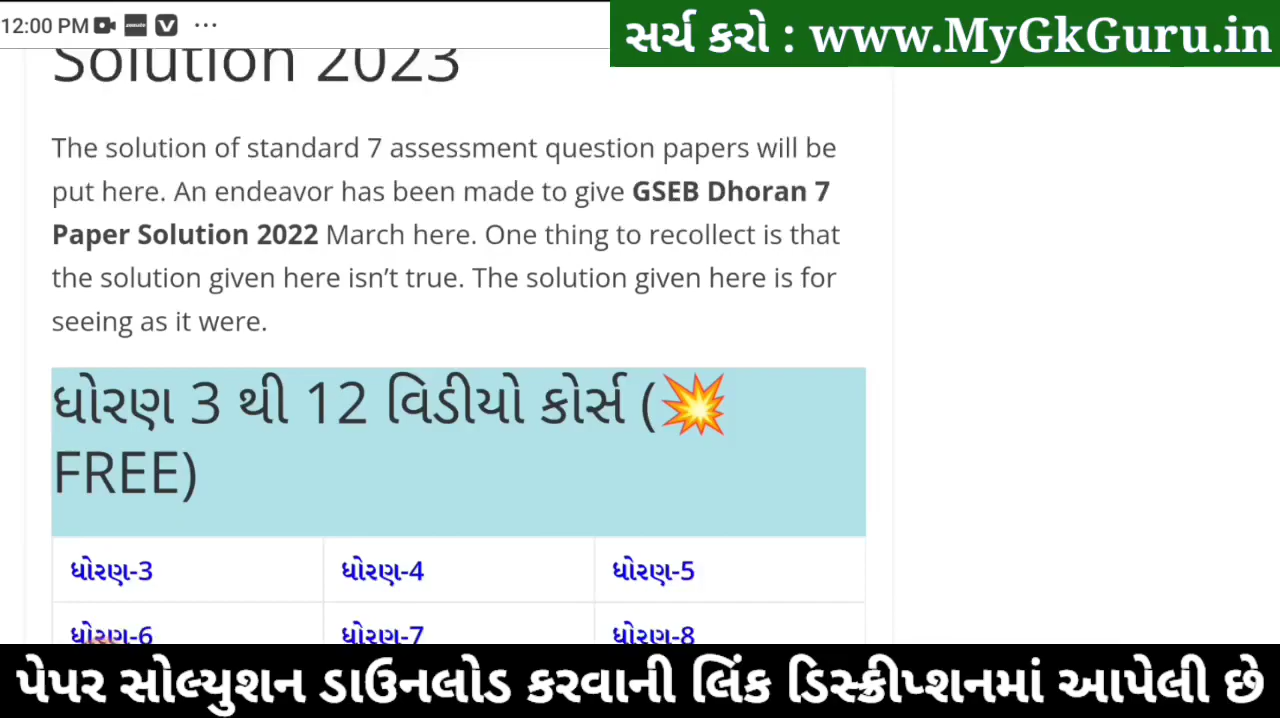 12:00 PM
સર્ચ કરો : www.MyGkGuru.in
Solution 2023
The solution of standard 7 assessment question papers will be
put here. An endeavor has been made to give GSEB Dhoran 7
Paper Solution 2022 March here. One thing to recollect is that
the solution given here isn’t true. The solution given here is for
seeing as it were.
ધોરણ 3 થી 12 વિડીયો કોર્સ (💥
FREE)
ધોરણ-3 ધોરણ-4 ધોરણ-5
ધોરણ-6 ધોરણ-7 ધોરણ-8
પેપર સોલ્યુશન ડાઉનલોડ કરવાની લિંક ડિસ્ક્રીપ્શનમાં આપેલી છે